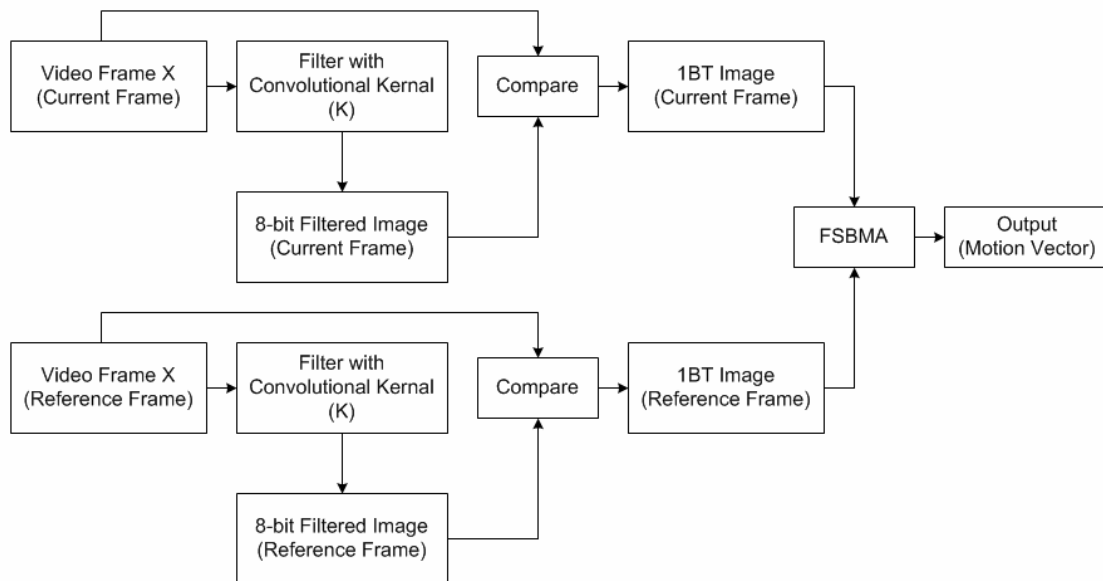 Video Frame X
(Current Frame)
Filter with
Convolutional Kernal
(K)
Compare
1BT Image
(Current Frame)
8-bit Filtered Image
(Current Frame)
FSBMA
Output
(Motion Vector)
Video Frame X
(Reference Frame)
Filter with
Convolutional Kernal
(K)
Compare
1BT Image
(Reference Frame)
8-bit Filtered Image
(Reference Frame)